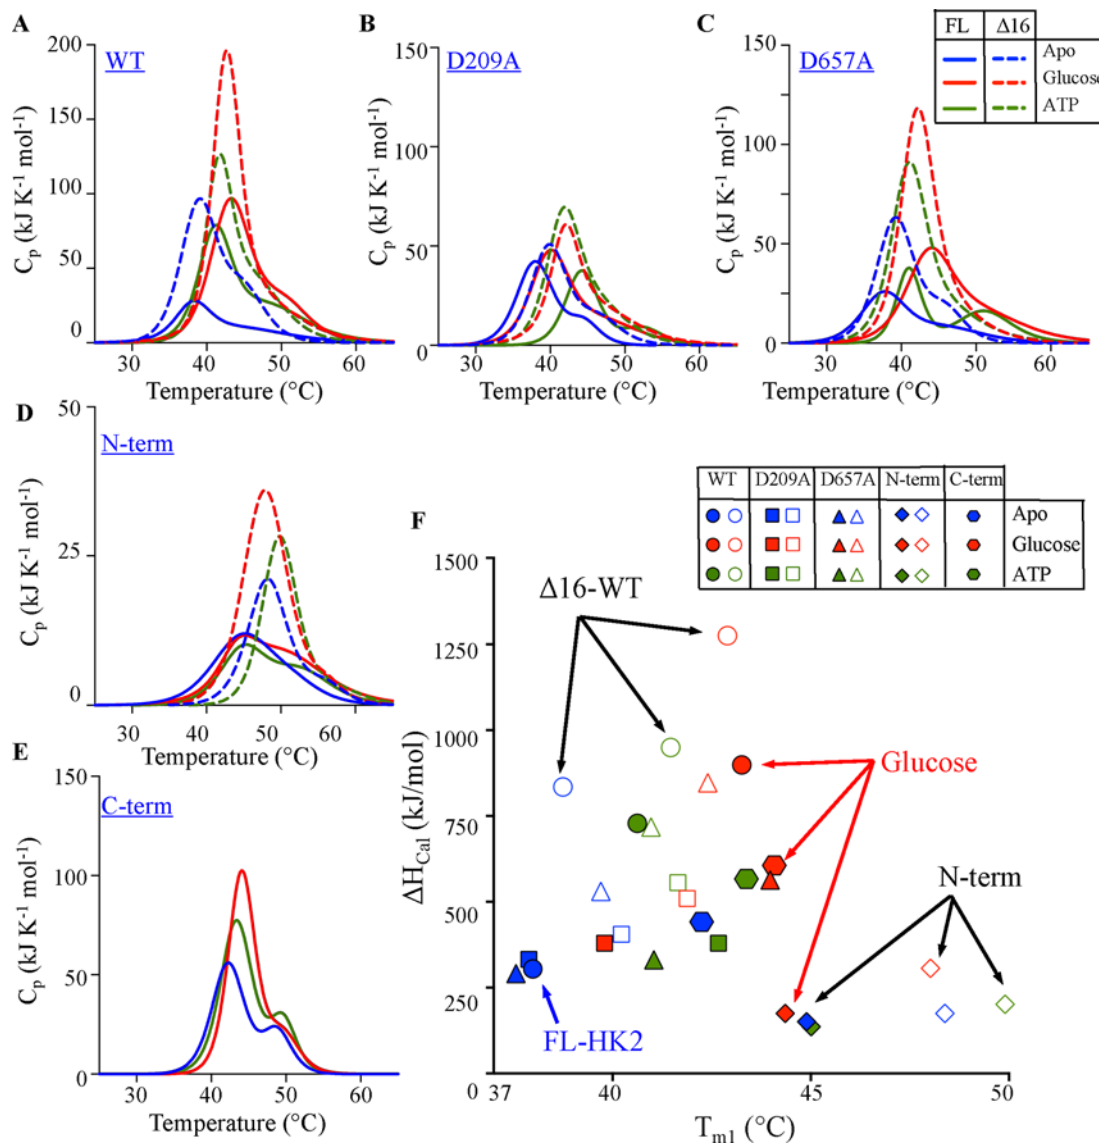 A
WT
200
150
100
50
0
30 40 50 60
Temperature (°C)
Cp (kJ K-1 mol-1)
B
D209A
150
100
50
0
30 40 50 60
Temperature (°C)
Cp (kJ K-1 mol-1)
C
D657A
150
100
50
0
30 40 50 60
Temperature (°C)
Cp (kJ K-1 mol-1)
FL Δ16
Apo
Glucose
ATP
D
N-term
50
25
0
30 40 50
Temperature (°C)
Cp (kJ K-1 mol-1)
E
C-term
150
100
50
0
30 40 50 60
Temperature (°C)
Cp (kJ K-1 mol-1)
F
WT D209A D657A N-term C-term
Apo
Glucose
ATP
1500
1250
1000
750
500
250
0
37 40 45 50
Tm1 (°C)
ΔHCal (kJ/mol)
Δ16-WT
Glucose
N-term
FL-HK2